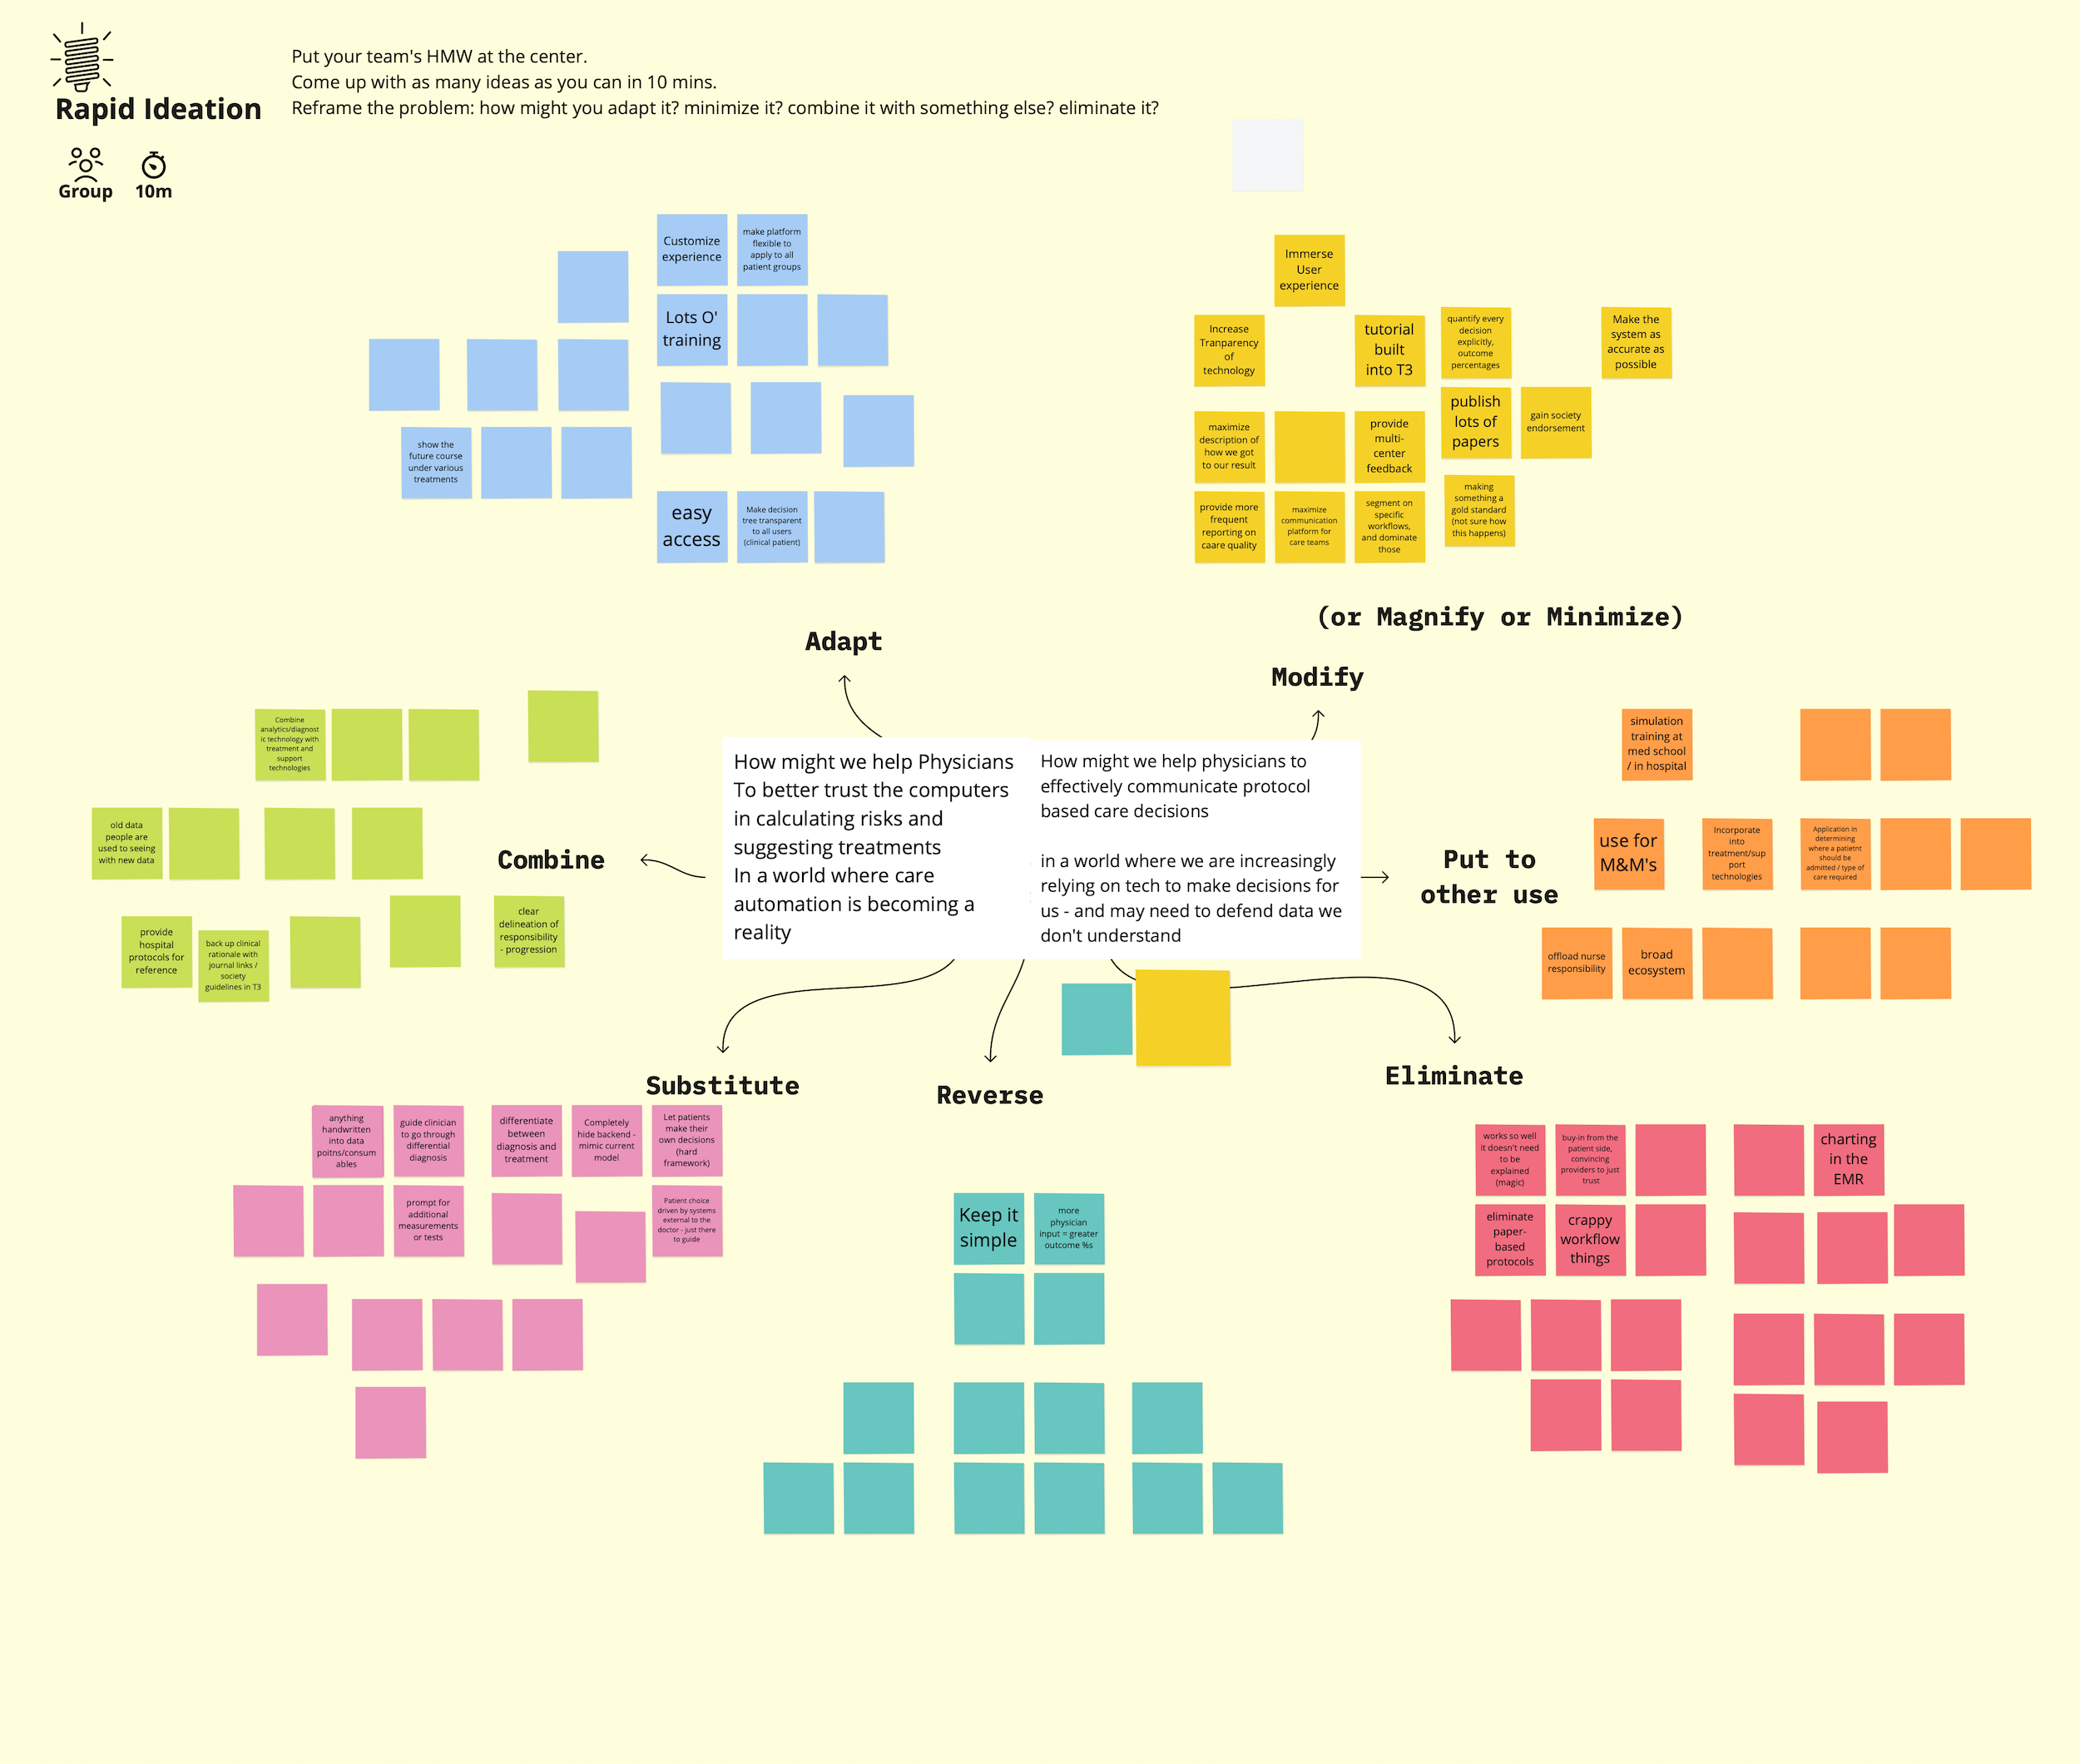 Rapid Ideation
Put your team's HMW at the center.
Come up with as many ideas as you can in 10 mins.
Reframe the problem: how might you adapt it? minimize it? combine it with something else? eliminate it?
Group
10m
Customize
experience
make platform
flexible to
apply to all
patient groups
Lots O'
training
show the
future course
under various
treatments
easy
access
Make decision
tree transparent
to all users
(clinical patient)
Adapt
Immerse
User
experience
Increase
Tranparency
of
technology
tutorial
built
into T3
quantify every
decision
explicitly,
outcome
percentages
Make the
system as
accurate as
possible
maximize
description of
how we got
to our result
provide
multi-
center
feedback
publish
lots of
papers
gain society
endorsement
provide more
frequent
reporting on
caare quality
maximize
communication
platform for
care teams
segment on
specific
workflows,
and dominate
those
making
something a
gold standard
(not sure how
this happens)
(or Magnify or Minimize)
Modify
Combine
analytics/diagnost
ic technology with
treatment and
support
technologies
old data
people are
used to seeing
with new data
provide
hospital
protocols for
reference
back up clinical
rationale with
journal links /
society
guidelines in T3
clear
delineation of
responsibility
- progression
Combine
How might we help Physicians
To better trust the computers
in calculating risks and
suggesting treatments
In a world where care
automation is becoming a
reality
How might we help physicians to
effectively communicate protocol
based care decisions
in a world where we are increasingly
relying on tech to make decisions for
us - and may need to defend data we
don't understand
Put to
other use
simulation
training at
med school
/ in hospital
use for
M&M's
Incorporate
into
treatment/sup
port
technologies
Application in
determining
where a patietnt
should be
admitted / type of
care required
offload nurse
responsibility
broad
ecosystem
Substitute
anything
handwritten
into data
poitns/consum
ables
guide clinician
to go through
differential
diagnosis
differentiate
between
diagnosis and
treatment
Completely
hide backend -
mimic current
model
Let patients
make their
own decisions
(hard
framework)
prompt for
additional
measurements
or tests
Patient choice
driven by systems
external to the
doctor - just there
to guide
Reverse
Keep it
simple
more
physician
input = greater
outcome %s
Eliminate
works so well
it doesn't need
to be
explained
(magic)
buy-in from the
patient side,
convincing
providers to just
trust
charting
in the
EMR
eliminate
paper-
based
protocols
crappy
workflow
things